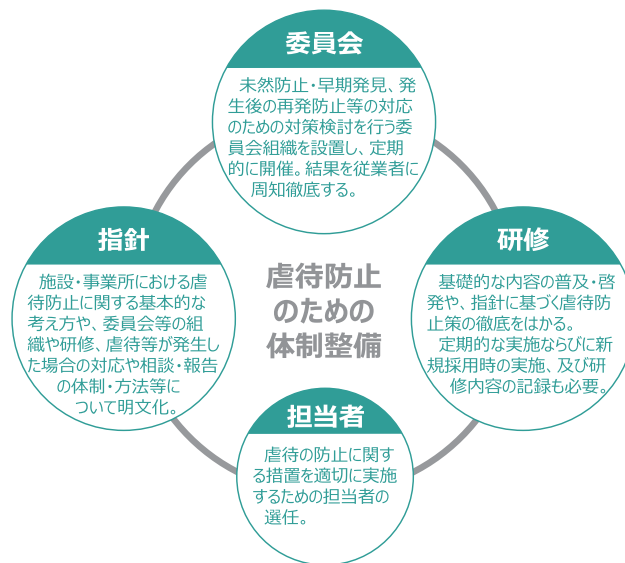 委員会
未然防止・早期発見、発
生後の再発防止等の対応
のための対策検討を行う委
員会組織を設置し、定期
的に開催。結果を従業者に
周知徹底する。
指針
施設・事業所における虐
待防止に関する基本的な
考え方や、委員会等の組
織や研修、虐待等が発生し
た場合の対応や相談・報告
の体制・方法等に
ついて明文化。
虐待防止
のための
体制整備
研修
基礎的な内容の普及・啓
発や、指針に基づく虐待防
止策の徹底をはかる。
定期的な実施ならびに新
規採用時の実施、及び研
修内容の記録も必要。
担当者
虐待の防止に関す
る措置を適切に実施
するための担当者の
選任。